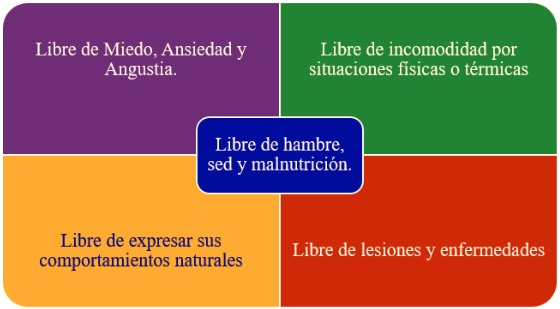 Libre de Miedo, Ansiedad y
Angustia.
Libre de incomodidad por
situaciones físicas o térmicas
Libre de hambre,
sed y malnutrición.
Libre de expresar sus
comportamientos naturales
Libre de lesiones y enfermedades